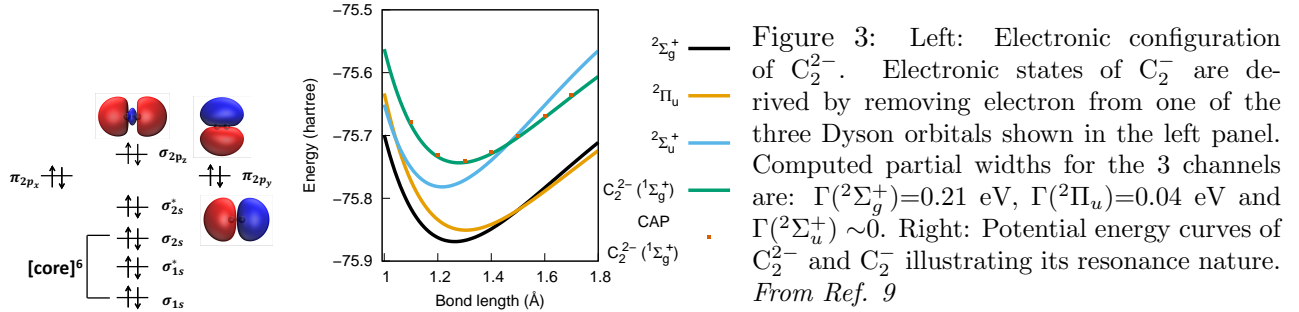 σ2pz
π2px
π2py
σ*2s
σ2s
[core]6
σ*1s
σ1s
Energy (hartree)
−75.5
−75.6
−75.7
−75.8
−75.9
1
1.2
1.4
1.6
1.8
Bond length (Å)
²Σg⁺
²Πu
²Σu⁺
C₂²⁻ (¹Σg⁺)
CAP
C₂²⁻ (¹Σg⁺)
Figure 3: Left: Electronic configuration
of C₂²⁻. Electronic states of C₂⁻ are de-
rived by removing electron from one of the
three Dyson orbitals shown in the left panel.
Computed partial widths for the 3 channels
are: Γ(²Σg⁺)=0.21 eV, Γ(²Πu)=0.04 eV and
Γ(²Σu⁺) ∼0. Right: Potential energy curves of
C₂²⁻ and C₂⁻ illustrating its resonance nature.
From Ref. 9